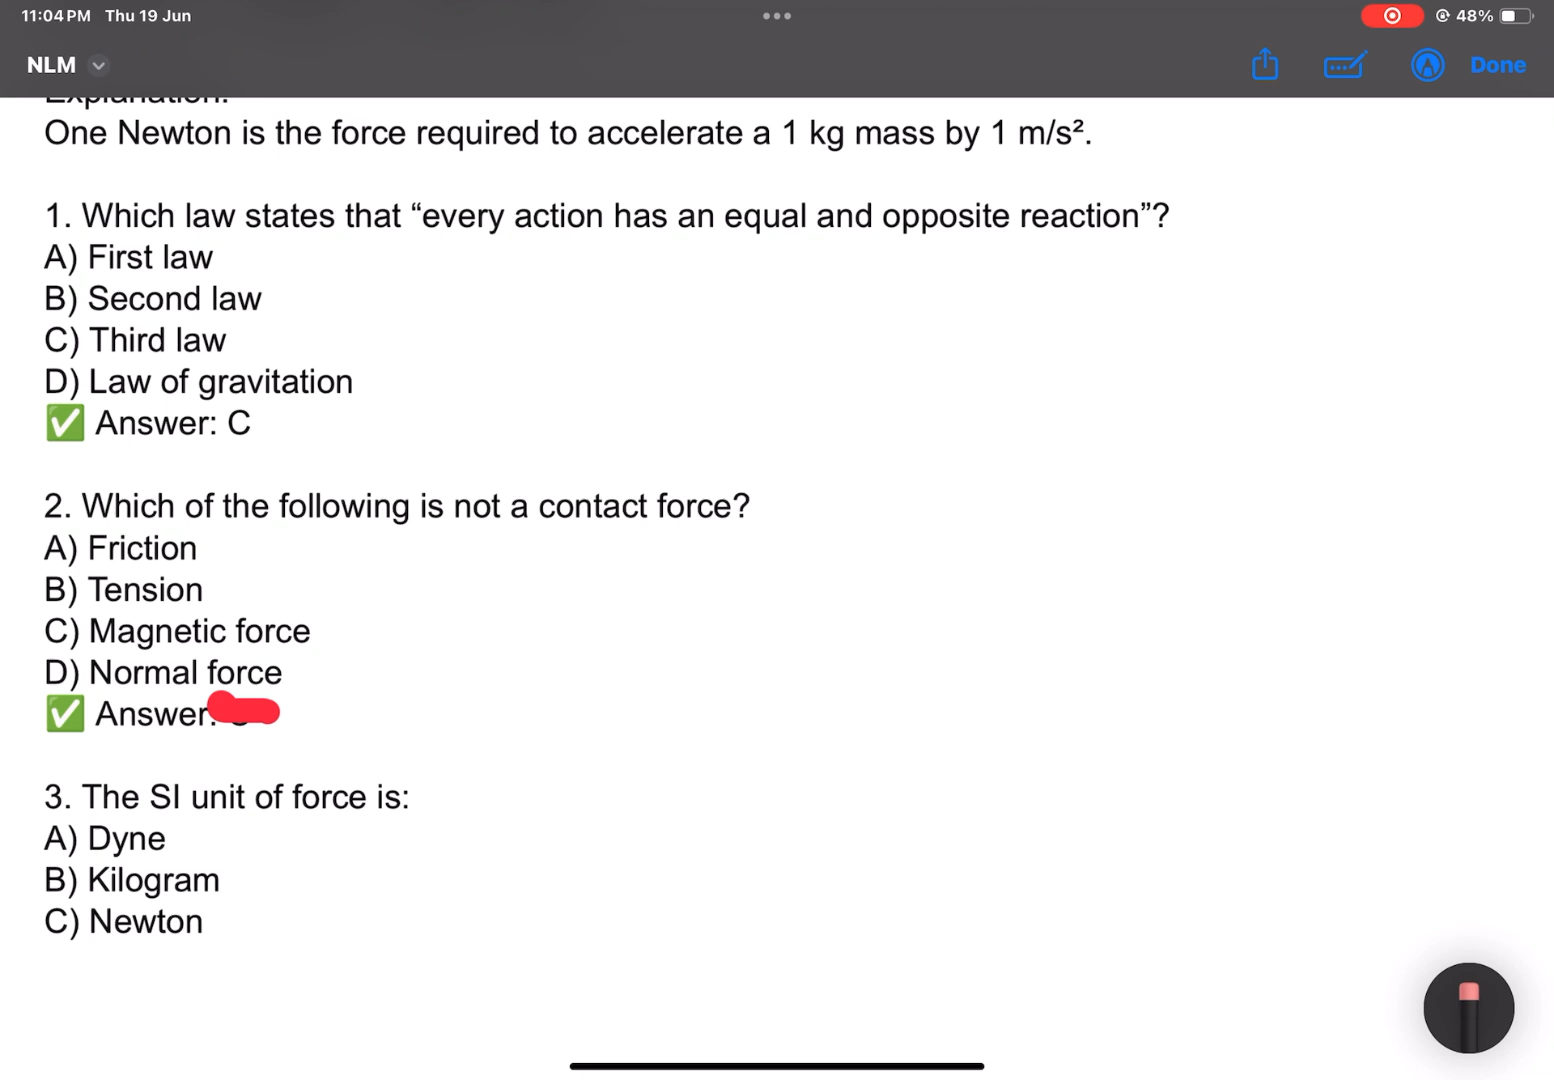 11:04 PM Thu 19 Jun
48%
NLM
Done
One Newton is the force required to accelerate a 1 kg mass by 1 m/s².
1. Which law states that “every action has an equal and opposite reaction”?
A) First law
B) Second law
C) Third law
D) Law of gravitation
✅ Answer: C
2. Which of the following is not a contact force?
A) Friction
B) Tension
C) Magnetic force
D) Normal force
✅ Answer:
3. The SI unit of force is:
A) Dyne
B) Kilogram
C) Newton